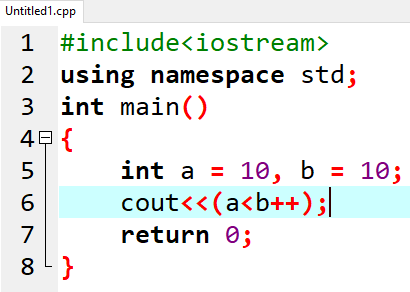 Untitled1.cpp
1 #include<iostream>
2 using namespace std;
3 int main()
4 {
5 int a = 10, b = 10;
6 cout<<(a<b++);
7 return 0;
8 }